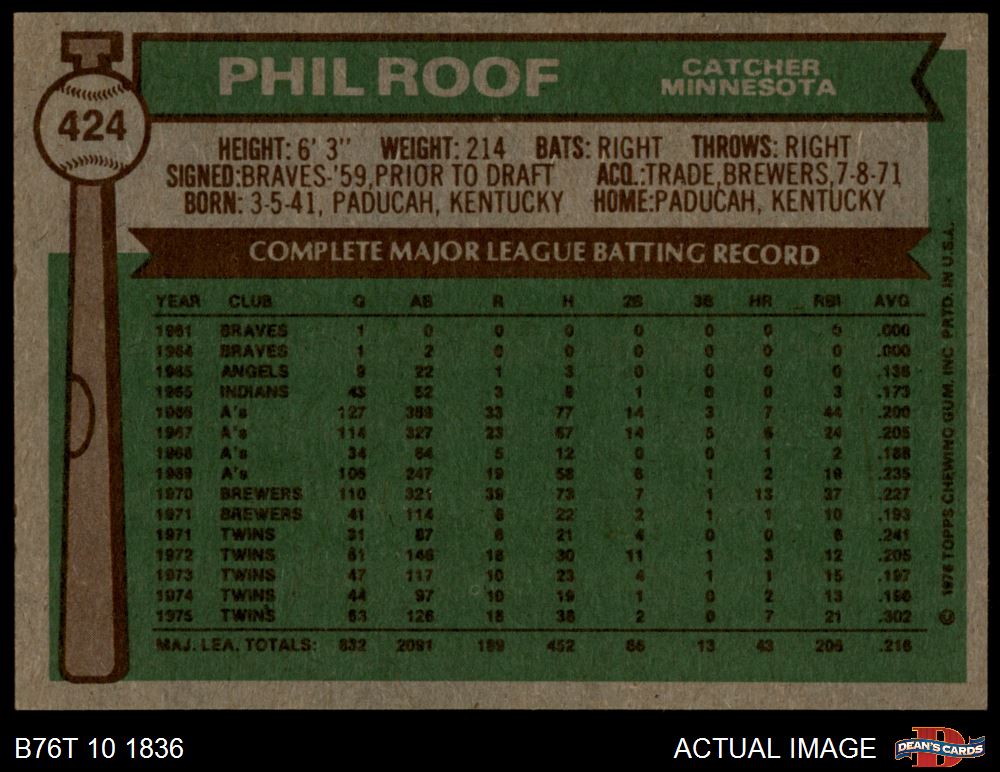 PHIL ROOF
CATCHER
MINNESOTA
424
HEIGHT: 6' 3" WEIGHT: 214 BATS: RIGHT THROWS: RIGHT
SIGNED:BRAVES-'59,PRIOR TO DRAFT ACQ.:TRADE,BREWERS,7-8-71
BORN: 3-5-41, PADUCAH, KENTUCKY HOME:PADUCAH, KENTUCKY
COMPLETE MAJOR LEAGUE BATTING RECORD
YEAR CLUB G AB R H 2B 3B HR RBI AVG
1961 BRAVES 1 0 0 0 0 0 0 0 .000
1964 BRAVES 1 2 0 0 0 0 0 0 .000
1965 ANGELS 9 22 1 3 0 0 0 0 .136
1965 INDIANS 43 52 3 9 1 0 0 3 .173
1966 A's 127 369 33 77 14 3 7 44 .209
1967 A's 114 327 23 67 14 5 6 24 .205
1968 A's 34 64 5 12 0 0 1 2 .188
1969 A's 106 247 19 58 6 1 2 19 .235
1970 BREWERS 110 321 39 73 7 1 13 37 .227
1971 BREWERS 41 114 6 22 2 1 1 10 .193
1971 TWINS 31 87 6 21 4 0 0 6 .241
1972 TWINS 61 146 16 30 11 1 3 12 .205
1973 TWINS 47 117 10 23 4 1 1 15 .197
1974 TWINS 44 97 10 19 1 0 2 13 .196
1975 TWINS 63 126 18 38 2 0 7 21 .302
MAJ. LEA. TOTALS: 832 2091 189 452 66 13 43 206 .216
© 1976 TOPPS CHEWING GUM, INC. PRTD. IN U.S.A.
B76T 10 1836
ACTUAL IMAGE
D
DEAN'S CARDS
.COM